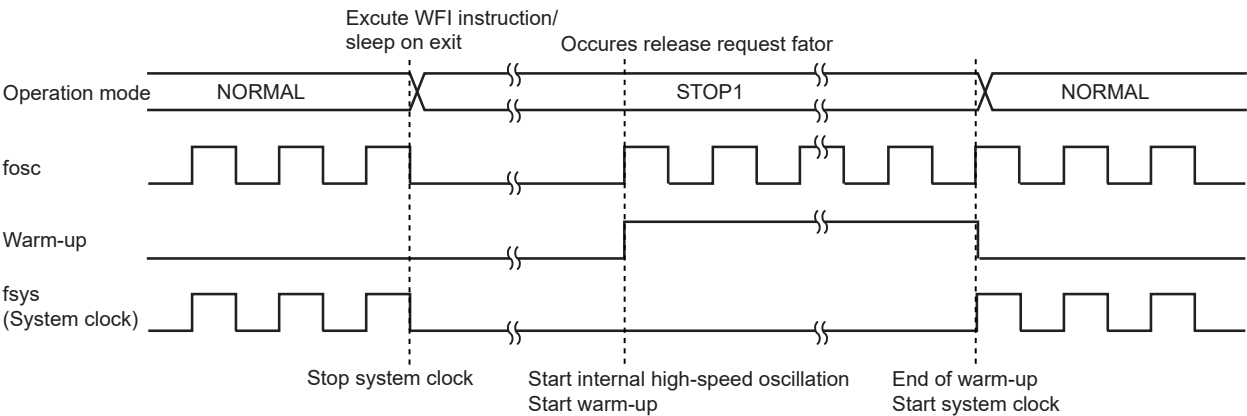 Excute WFI instruction/
sleep on exit
Occures release request fator
Operation mode
NORMAL
STOP1
NORMAL
fosc
Warm-up
fsys
(System clock)
Stop system clock
Start internal high-speed oscillation
Start warm-up
End of warm-up
Start system clock